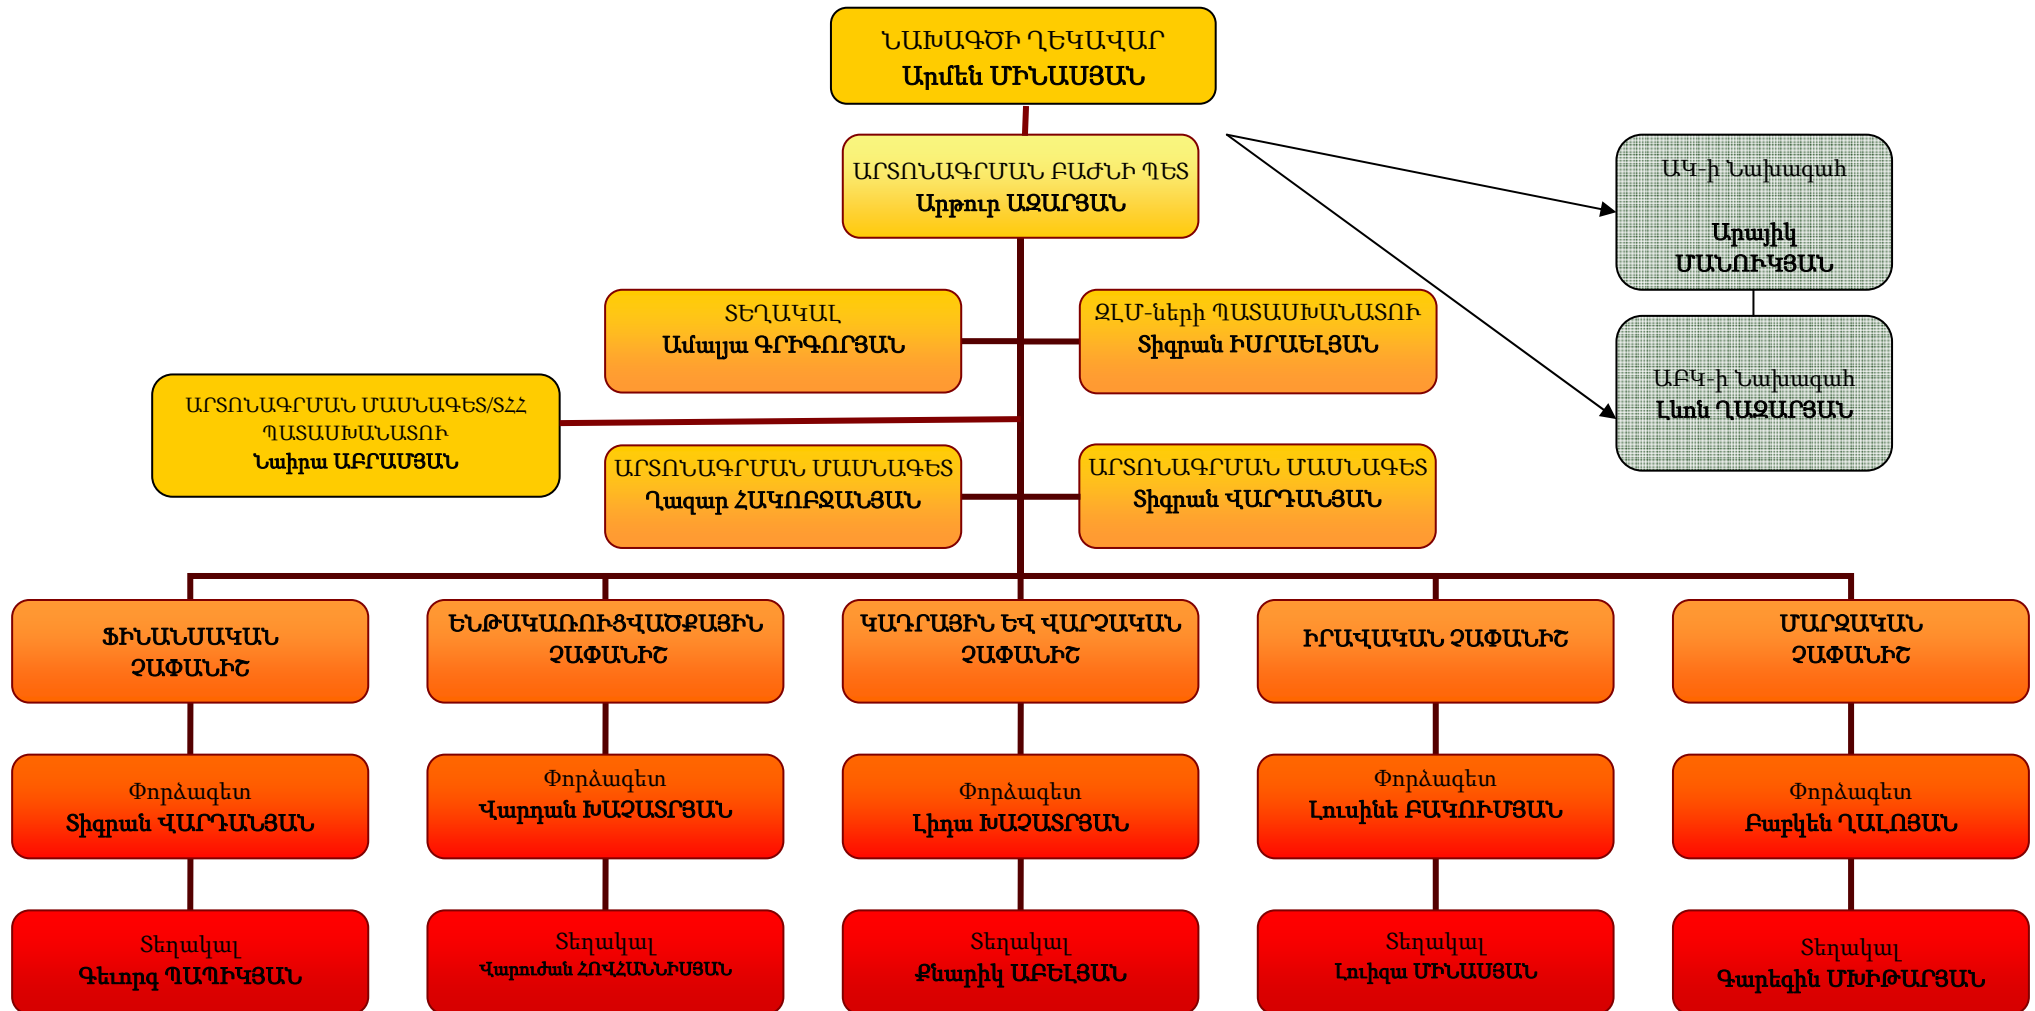 ՆԱԽԱԳԾԻ ՂԵԿԱՎԱՐ
Արմեն ՄԻՆԱՍՅԱՆ
ԱՐՏՈՆԱԳՐՄԱՆ ԲԱԺՆԻ ՊԵՏ
Արթուր ԱԶԱՐՅԱՆ
ԱԿ-ի Նախագահ
Արայիկ
ՄԱՆՈՒԿՅԱՆ
ՏԵՂԱԿԱԼ
Ամալյա ԳՐԻԳՈՐՅԱՆ
ԶԼՄ-ների ՊԱՏԱՍԽԱՆԱՏՈՒ
Տիգրան ԻՍՐԱԵԼՅԱՆ
ԱԲԿ-ի Նախագահ
Լևոն ՂԱԶԱՐՅԱՆ
ԱՐՏՈՆԱԳՐՄԱՆ ՄԱՍՆԱԳԵՏ/ՏՀՀ
ՊԱՏԱՍԽԱՆԱՏՈՒ
Նաիրա ԱԲՐԱՄՅԱՆ
ԱՐՏՈՆԱԳՐՄԱՆ ՄԱՍՆԱԳԵՏ
Ղազար ՀԱԿՈԲՋԱՆՅԱՆ
ԱՐՏՈՆԱԳՐՄԱՆ ՄԱՍՆԱԳԵՏ
Տիգրան ՎԱՐԴԱՆՅԱՆ
ՖԻՆԱՆՍԱԿԱՆ
ՉԱՓԱՆԻՇ
ԵՆԹԱԿԱՌՈՒՑՎԱԾՔԱՅԻՆ
ՉԱՓԱՆԻՇ
ԿԱԴՐԱՅԻՆ ԵՎ ՎԱՐՉԱԿԱՆ
ՉԱՓԱՆԻՇ
ԻՐԱՎԱԿԱՆ ՉԱՓԱՆԻՇ
ՄԱՐԶԱԿԱՆ
ՉԱՓԱՆԻՇ
Փորձագետ
Տիգրան ՎԱՐԴԱՆՅԱՆ
Փորձագետ
Վարդան ԽԱՉԱՏՐՅԱՆ
Փորձագետ
Լիդա ԽԱՉԱՏՐՅԱՆ
Փորձագետ
Լուսինե ԲԱԿՈՒՄՅԱՆ
Փորձագետ
Բաբկեն ՂԱԼՈՅԱՆ
Տեղակալ
Գեւորգ ՊԱՊԻԿՅԱՆ
Տեղակալ
Վարուժան ՀՈՎՀԱՆՆԻՍՅԱՆ
Տեղակալ
Քնարիկ ԱԲԵԼՅԱՆ
Տեղակալ
Լուիզա ՄԻՆԱՍՅԱՆ
Տեղակալ
Գարեգին ՄԽԻԹԱՐՅԱՆ